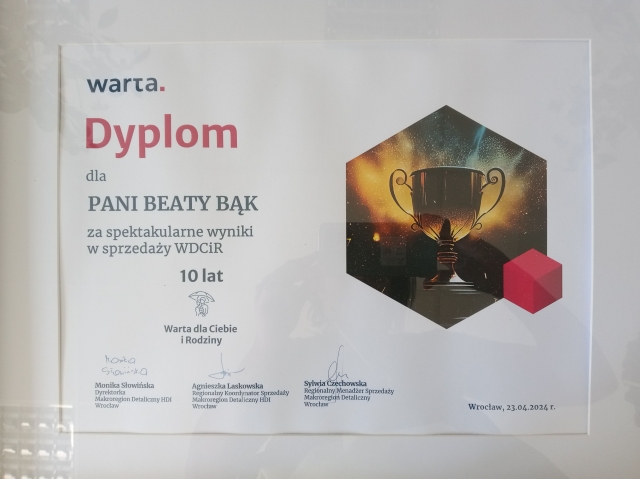 warta.
Dyplom
dla
PANI BEATY BĄK
za spektakularne wyniki
w sprzedaży WDCiR
10 lat
Warta dla Ciebie
i Rodziny
Monika Słowińska
Monika Słowińska
Dyrektorka
Makroregion Detaliczny HDI
Wrocław
Agnieszka Laskowska
Regionalny Koordynator Sprzedaży
Makroregion Detaliczny HDI
Wrocław
Sylwia Czechowska
Regionalny Menadżer Sprzedaży
Makroregion Detaliczny
Wrocław
Wrocław, 23.04.2024 r.